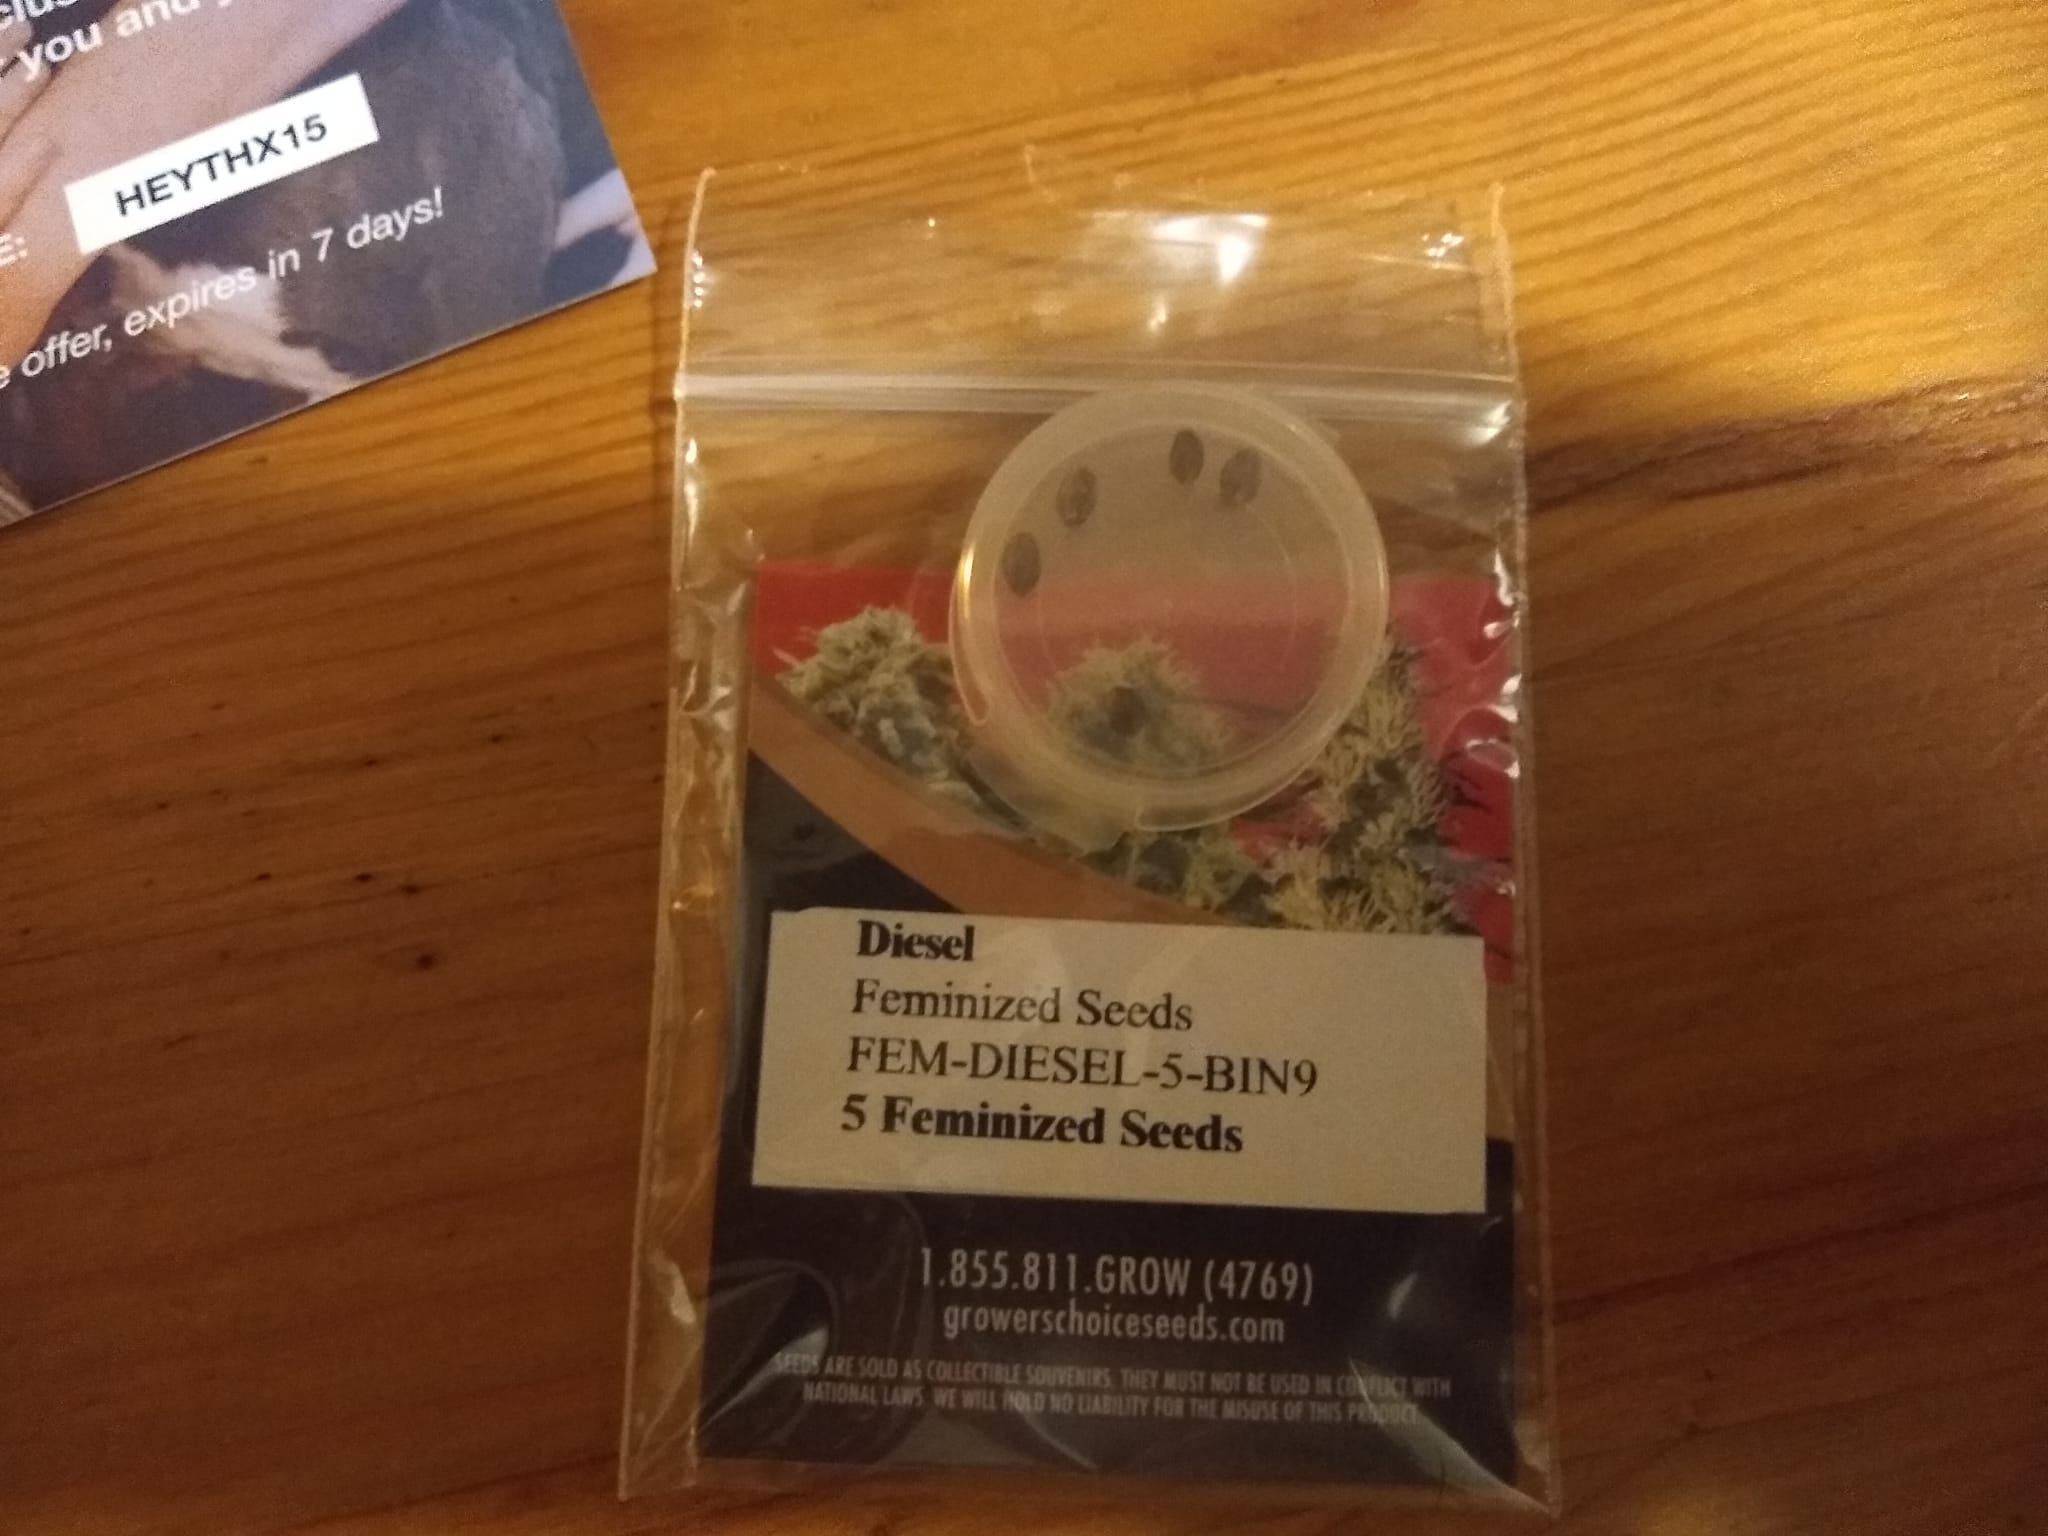 you and
HEYTHX15
E:
offer, expires in 7 days!
Diesel
Feminized Seeds
FEM-DIESEL-5-BIN9
5 Feminized Seeds
1.855.811.GROW (4769)
growerschoiceseeds.com
SEEDS ARE SOLD AS COLLECTIBLE SOUVENIRS. THEY MUST NOT BE USED IN CONFLICT WITH
NATIONAL LAWS. WE WILL HOLD NO LIABILITY FOR THE MISUSE OF THIS PRODUCT.